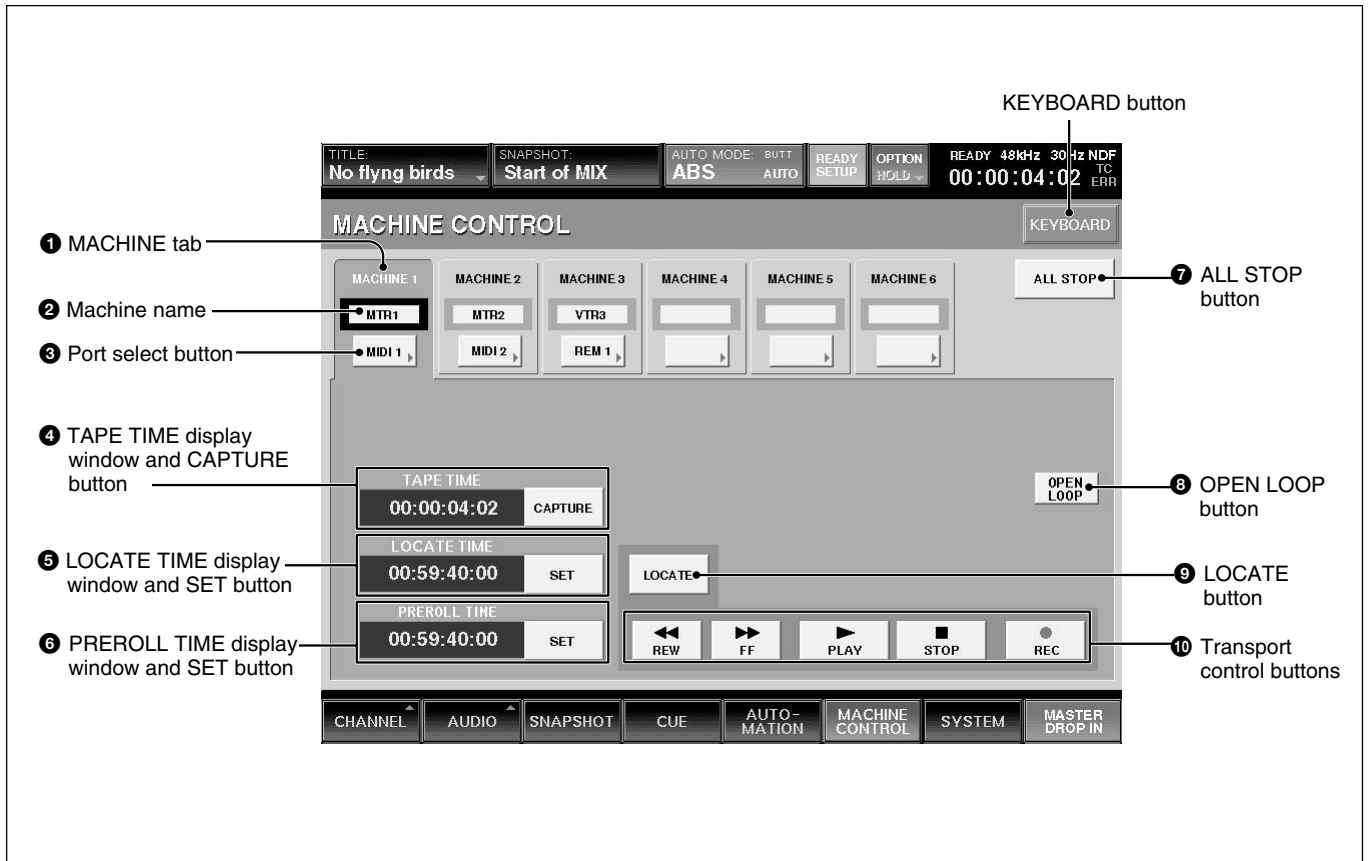 KEYBOARD button
TITLE:
No flyng birds
SNAPSHOT:
Start of MIX
AUTO MODE: BUTT
ABS AUTO
READY
SETUP
OPTION
HOLD
READY 48kHz 30Hz NDF
00:00:04:02 TC
ERR
MACHINE CONTROL
KEYBOARD
❶ MACHINE tab
MACHINE 1 MACHINE 2 MACHINE 3 MACHINE 4 MACHINE 5 MACHINE 6
ALL STOP
❼ ALL STOP
button
❷ Machine name
MTR1 MTR2 VTR3
❸ Port select button
MIDI 1 MIDI 2 REM 1
❹ TAPE TIME display
window and CAPTURE
button
TAPE TIME
00:00:04:02 CAPTURE
OPEN
LOOP
❽ OPEN LOOP
button
❺ LOCATE TIME display
window and SET button
LOCATE TIME
00:59:40:00 SET
LOCATE
❾ LOCATE
button
❻ PREROLL TIME display
window and SET button
PREROLL TIME
00:59:40:00 SET
REW FF PLAY STOP REC
❿ Transport
control buttons
CHANNEL AUDIO SNAPSHOT CUE
AUTO-
MATION
MACHINE
CONTROL
SYSTEM
MASTER
DROP IN